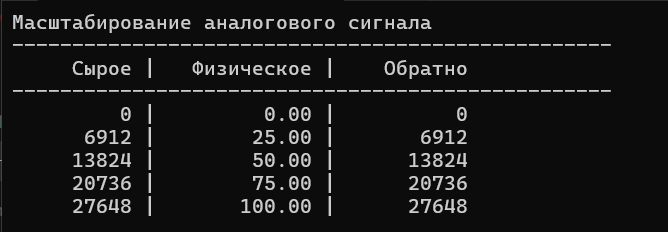 Масштабирование аналогового сигнала
--------------------------------------------------
     Сырое |   Физическое |    Обратно
--------------------------------------------------
         0 |         0.00 |          0
      6912 |        25.00 |       6912
     13824 |        50.00 |      13824
     20736 |        75.00 |      20736
     27648 |       100.00 |      27648